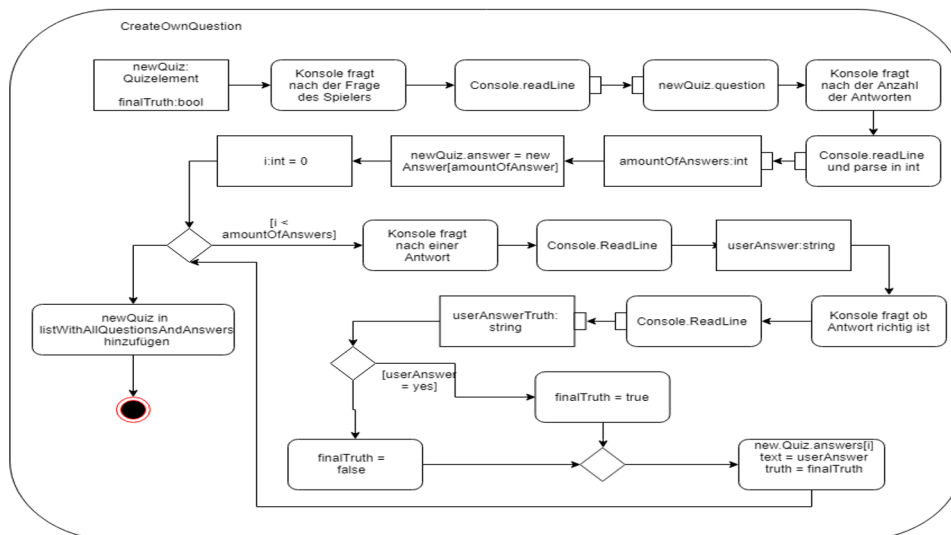 CreateOwnQuestion
newQuiz:
Quizelement
finalTruth:bool
Konsole fragt
nach der Frage
des Spielers
Console.readLine
newQuiz.question
Konsole fragt
nach der Anzahl
der Antworten
i:int = 0
newQuiz.answer = new
Answer[amountOfAnswer]
amountOfAnswers:int
Console.readLine
und parse in int
[i <
amountOfAnswers]
Konsole fragt
nach einer
Antwort
Console.ReadLine
userAnswer:string
newQuiz in
listWithAllQuestionsAndAnswers
hinzufügen
userAnswerTruth:
string
Console.ReadLine
Konsole fragt ob
Antwort richtig ist
[userAnswer
= yes]
finalTruth = true
finalTruth =
false
new.Quiz.answers[i]
text = userAnswer
truth = finalTruth